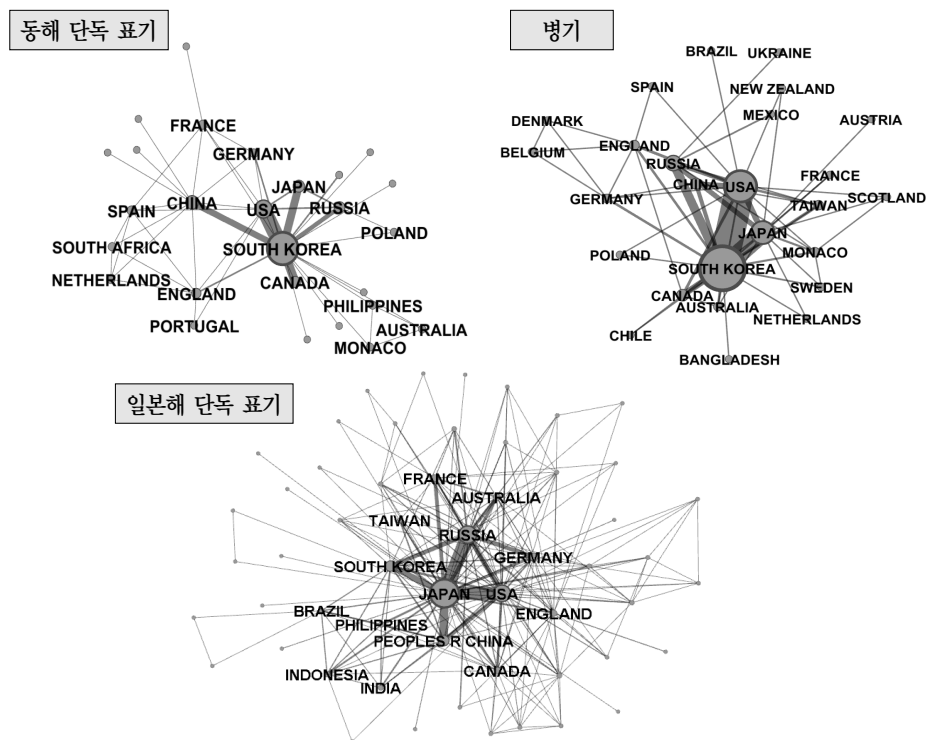 동해 단독 표기
FRANCE
GERMANY
JAPAN
CHINA
USA
RUSSIA
SPAIN
POLAND
SOUTH AFRICA
SOUTH KOREA
NETHERLANDS
CANADA
ENGLAND
PHILIPPINES
PORTUGAL
AUSTRALIA
MONACO
병기
BRAZIL
UKRAINE
SPAIN
NEW ZEALAND
MEXICO
DENMARK
AUSTRIA
ENGLAND
BELGIUM
RUSSIA
FRANCE
CHINA
USA
GERMANY
SCOTLAND
TAIWAN
JAPAN
MONACO
POLAND
SOUTH KOREA
SWEDEN
CANADA
AUSTRALIA
NETHERLANDS
CHILE
BANGLADESH
일본해 단독 표기
FRANCE
AUSTRALIA
TAIWAN
RUSSIA
GERMANY
SOUTH KOREA
JAPAN
USA
BRAZIL
ENGLAND
PHILIPPINES
PEOPLES R CHINA
INDONESIA
CANADA
INDIA